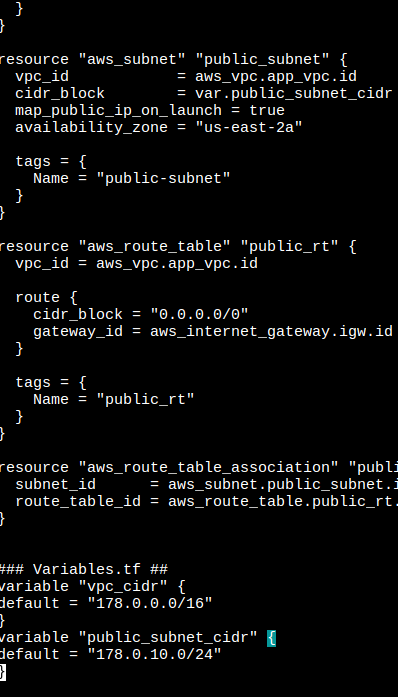 }
}

resource "aws_subnet" "public_subnet" {
  vpc_id            = aws_vpc.app_vpc.id
  cidr_block        = var.public_subnet_cidr
  map_public_ip_on_launch = true
  availability_zone = "us-east-2a"

  tags = {
    Name = "public-subnet"
  }
}

resource "aws_route_table" "public_rt" {
  vpc_id = aws_vpc.app_vpc.id

  route {
    cidr_block = "0.0.0.0/0"
    gateway_id = aws_internet_gateway.igw.id
  }

  tags = {
    Name = "public_rt"
  }
}

resource "aws_route_table_association" "publi
  subnet_id      = aws_subnet.public_subnet.i
  route_table_id = aws_route_table.public_rt.
}


### Variables.tf ##
variable "vpc_cidr" {
default = "178.0.0.0/16"
}
variable "public_subnet_cidr" {
default = "178.0.10.0/24"
}